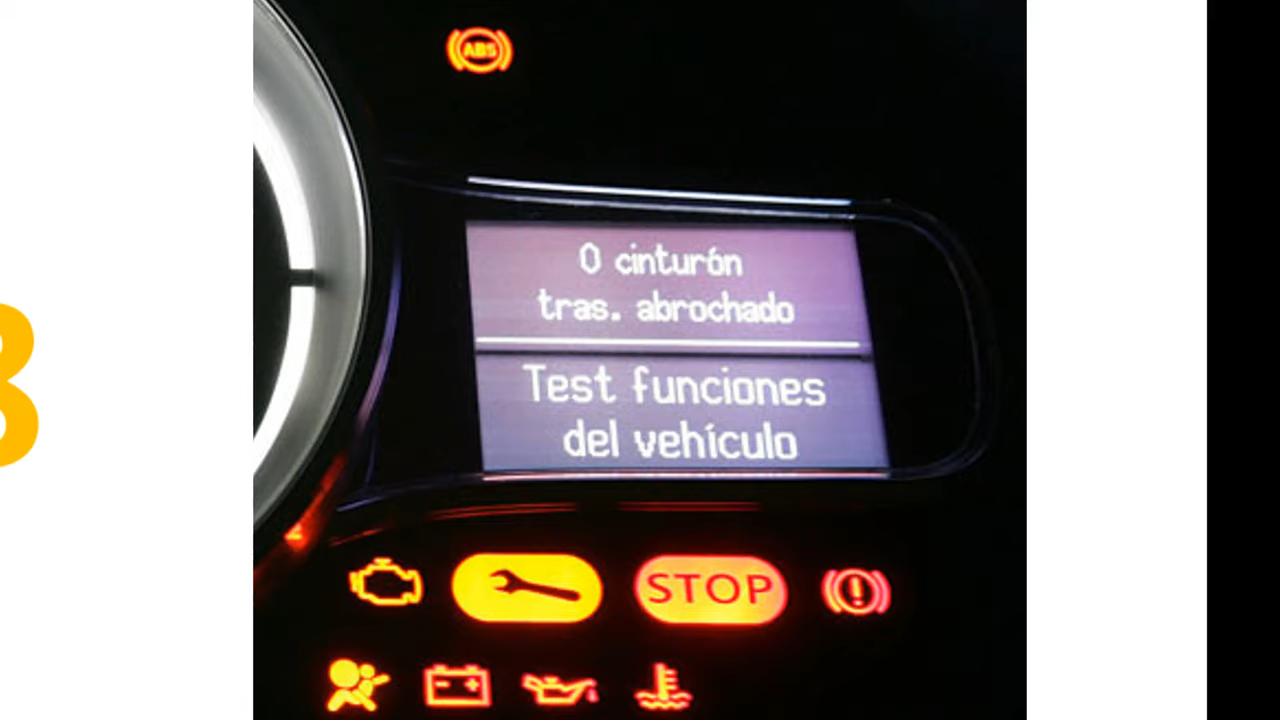 ABS
0 cinturón
tras. abrochado
Test funciones
del vehículo
STOP